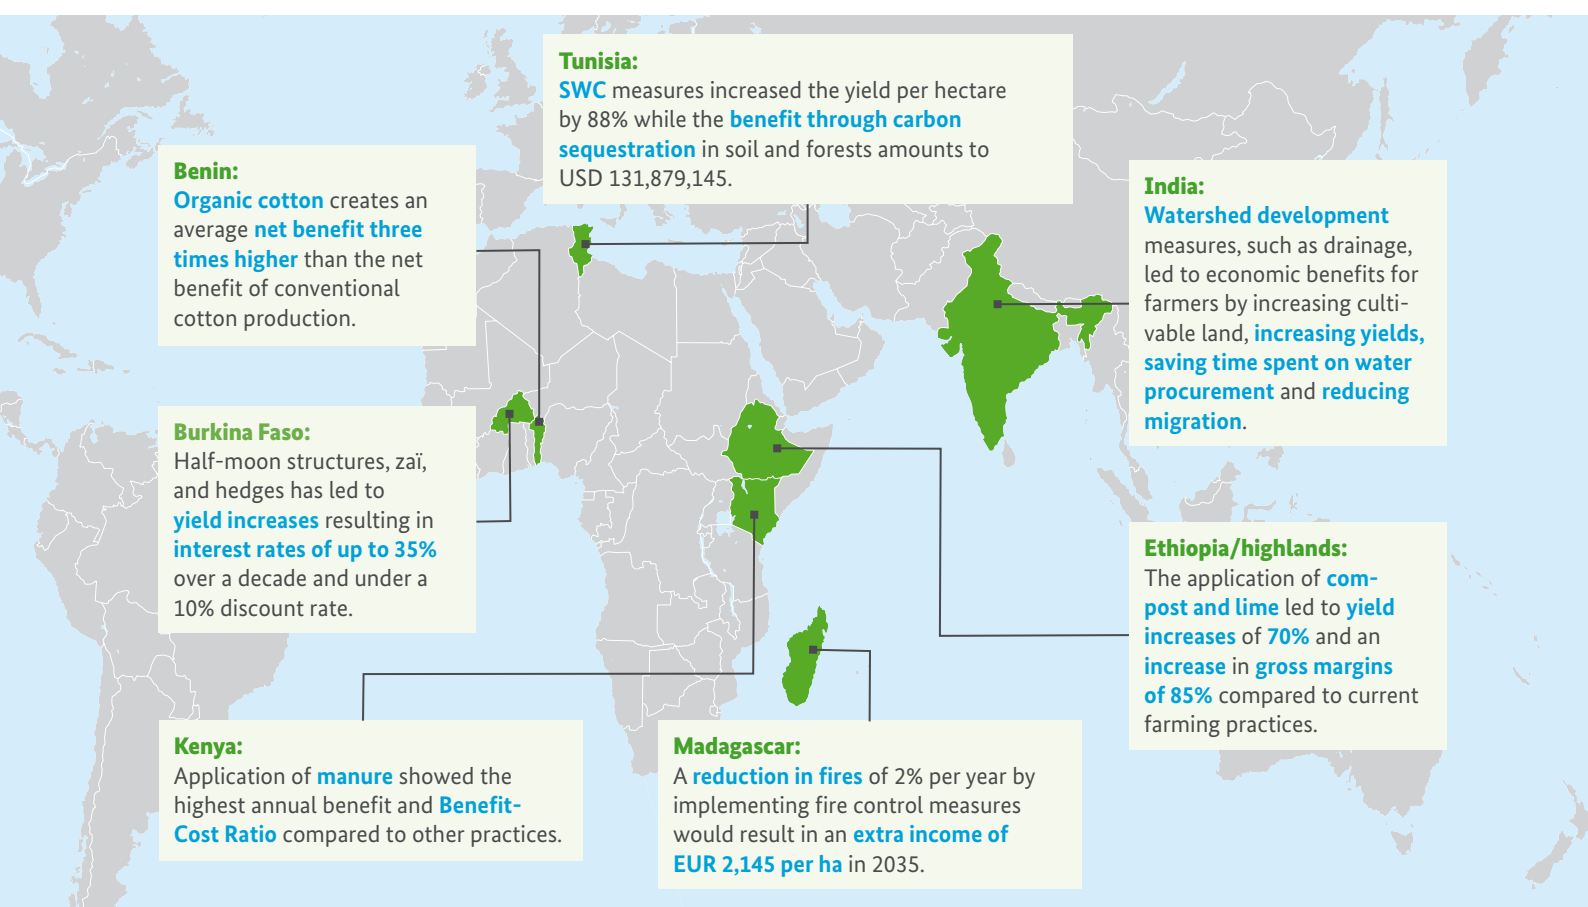 Tunisia:
SWC measures increased the yield per hectare
by 88% while the benefit through carbon
sequestration in soil and forests amounts to
USD 131,879,145.
Benin:
Organic cotton creates an
average net benefit three
times higher than the net
benefit of conventional
cotton production.
India:
Watershed development
measures, such as drainage,
led to economic benefits for
farmers by increasing culti-
vable land, increasing yields,
saving time spent on water
procurement and reducing
migration.
Burkina Faso:
Half-moon structures, zaï,
and hedges has led to
yield increases resulting in
interest rates of up to 35%
over a decade and under a
10% discount rate.
Ethiopia/highlands:
The application of com-
post and lime led to yield
increases of 70% and an
increase in gross margins
of 85% compared to current
farming practices.
Kenya:
Application of manure showed the
highest annual benefit and Benefit-
Cost Ratio compared to other practices.
Madagascar:
A reduction in fires of 2% per year by
implementing fire control measures
would result in an extra income of
EUR 2,145 per ha in 2035.